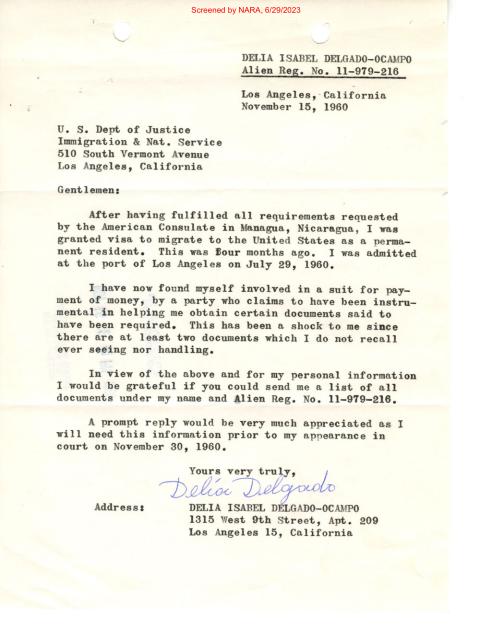 Screened by NARA, 6/29/2023
DELIA ISABEL DELGADO-OCAMPO
Alien Reg. No. 11-979-216
Los Angeles, California
November 15, 1960
U. S. Dept of Justice
Immigration & Nat. Service
510 South Vermont Avenue
Los Angeles, California
Gentlemen:
After having fulfilled all requirements requested
by the American Consulate in Managua, Nicaragua, I was
granted visa to migrate to the United States as a perma-
nent resident. This was four months ago. I was admitted
at the port of Los Angeles on July 29, 1960.
I have now found myself involved in a suit for pay-
ment of money, by a party who claims to have been instru-
mental in helping me obtain certain documents said to
have been required. This has been a shock to me since
there are at least two documents which I do not recall
ever seeing nor handling.
In view of the above and for my personal information
I would be grateful if you could send me a list of all
documents under my name and Alien Reg. No. 11-979-216.
A prompt reply would be very much appreciated as I
will need this information prior to my appearance in
court on November 30, 1960.
Yours very truly,
Delia Delgado
Address: DELIA ISABEL DELGADO-OCAMPO
1315 West 9th Street, Apt. 209
Los Angeles 15, California